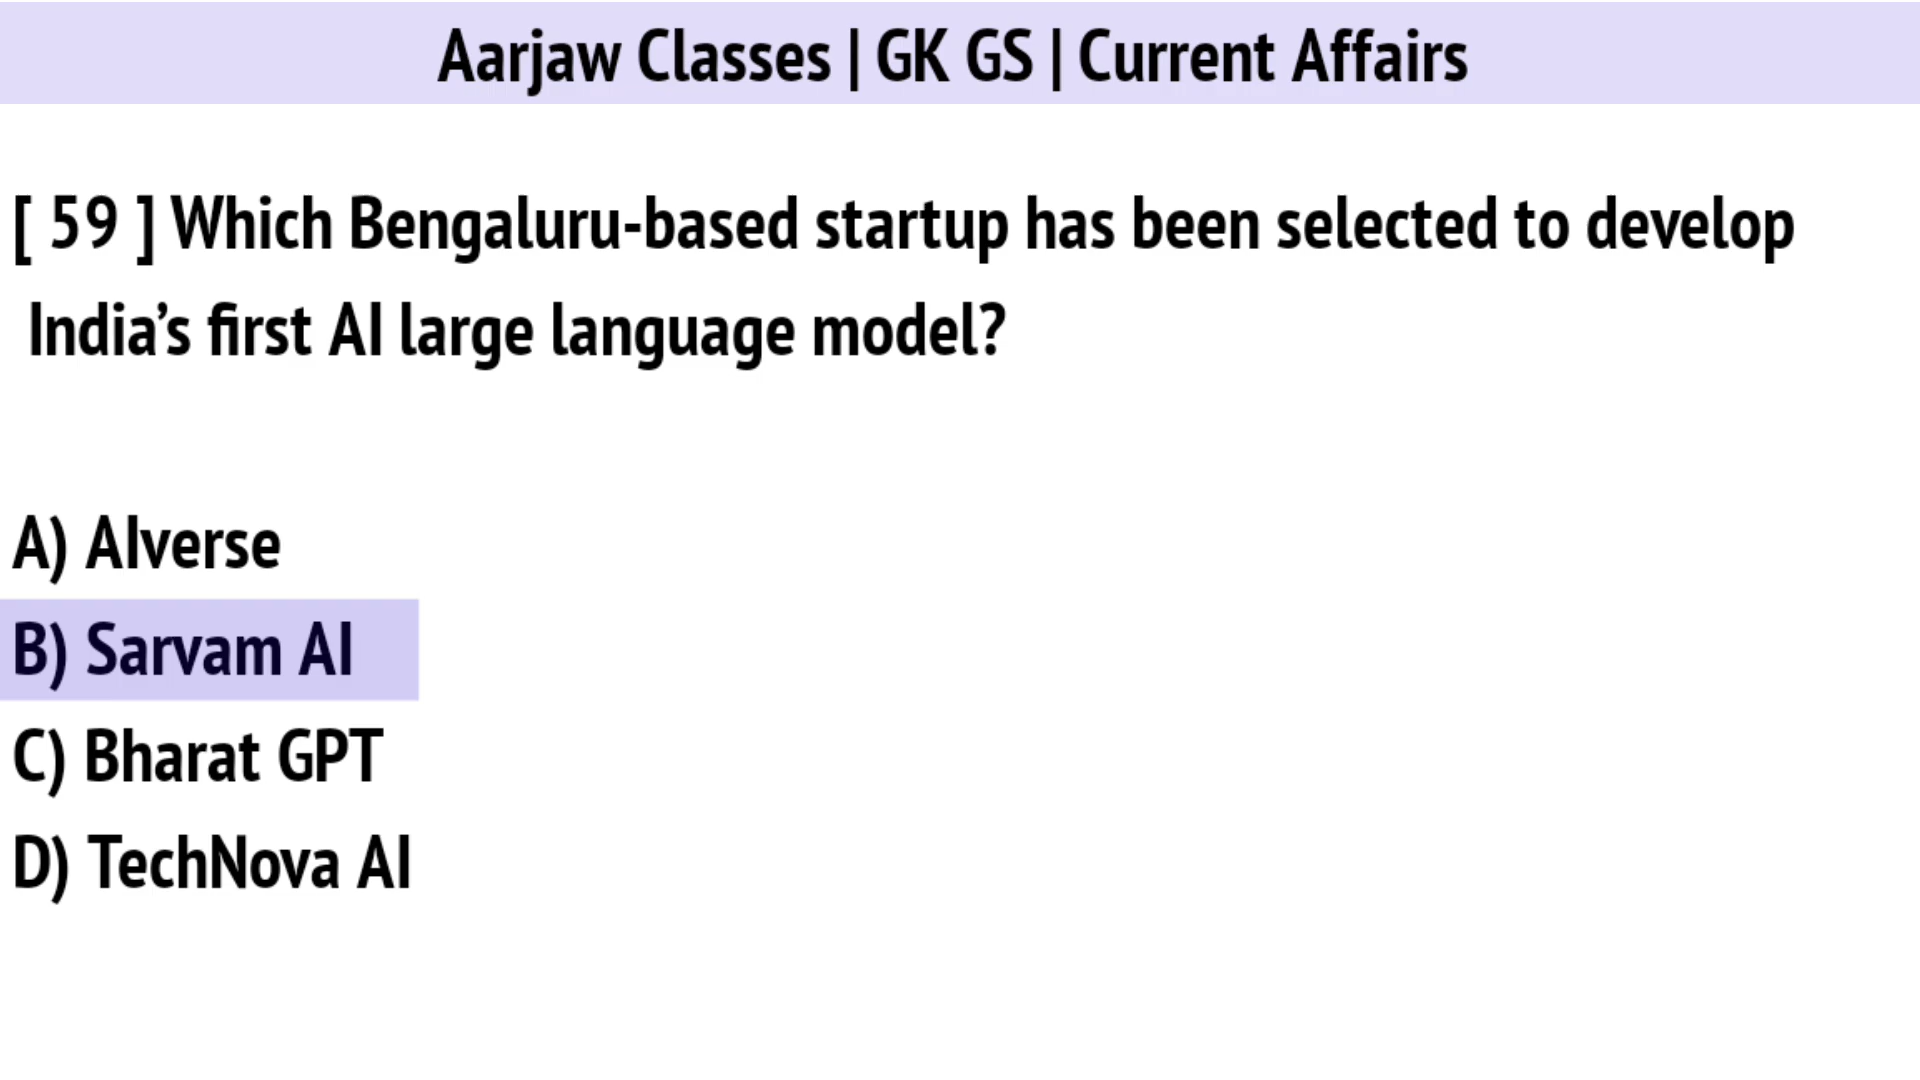 Aarjaw Classes | GK GS | Current Affairs
[ 59 ] Which Bengaluru-based startup has been selected to develop
India’s first AI large language model?
A) AIverse
B) Sarvam AI
C) Bharat GPT
D) TechNova AI